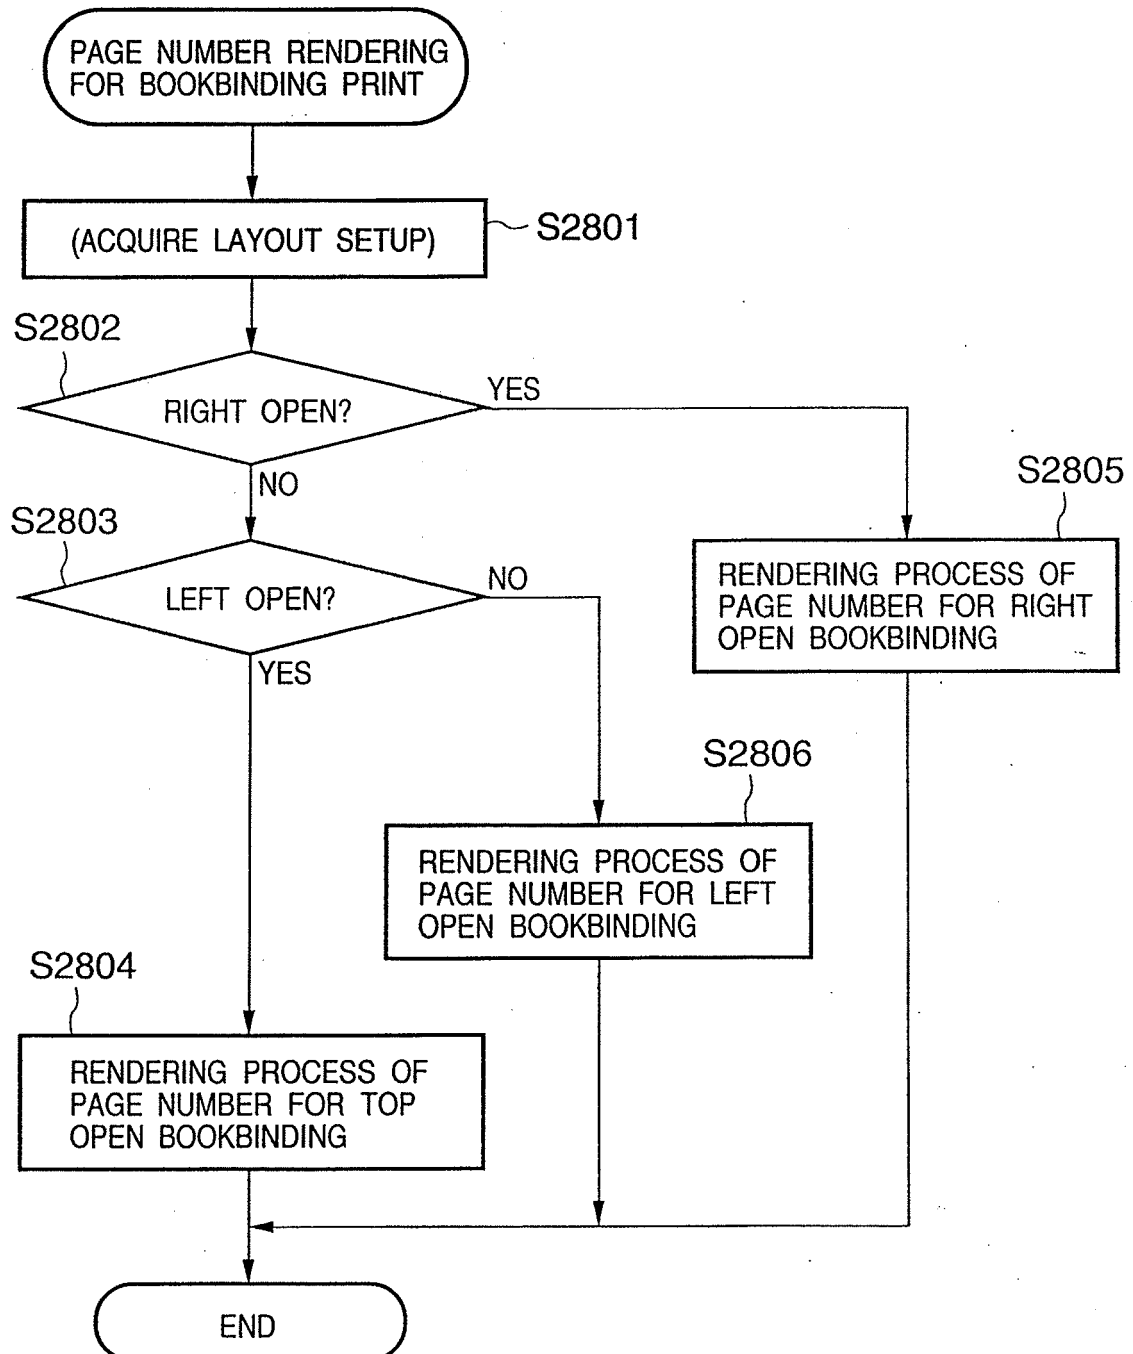 PAGE NUMBER RENDERING
FOR BOOKBINDING PRINT
(ACQUIRE LAYOUT SETUP)
S2801
S2802
RIGHT OPEN?
YES
NO
S2803
LEFT OPEN?
NO
YES
S2805
RENDERING PROCESS OF
PAGE NUMBER FOR RIGHT
OPEN BOOKBINDING
S2806
RENDERING PROCESS OF
PAGE NUMBER FOR LEFT
OPEN BOOKBINDING
S2804
RENDERING PROCESS OF
PAGE NUMBER FOR TOP
OPEN BOOKBINDING
END